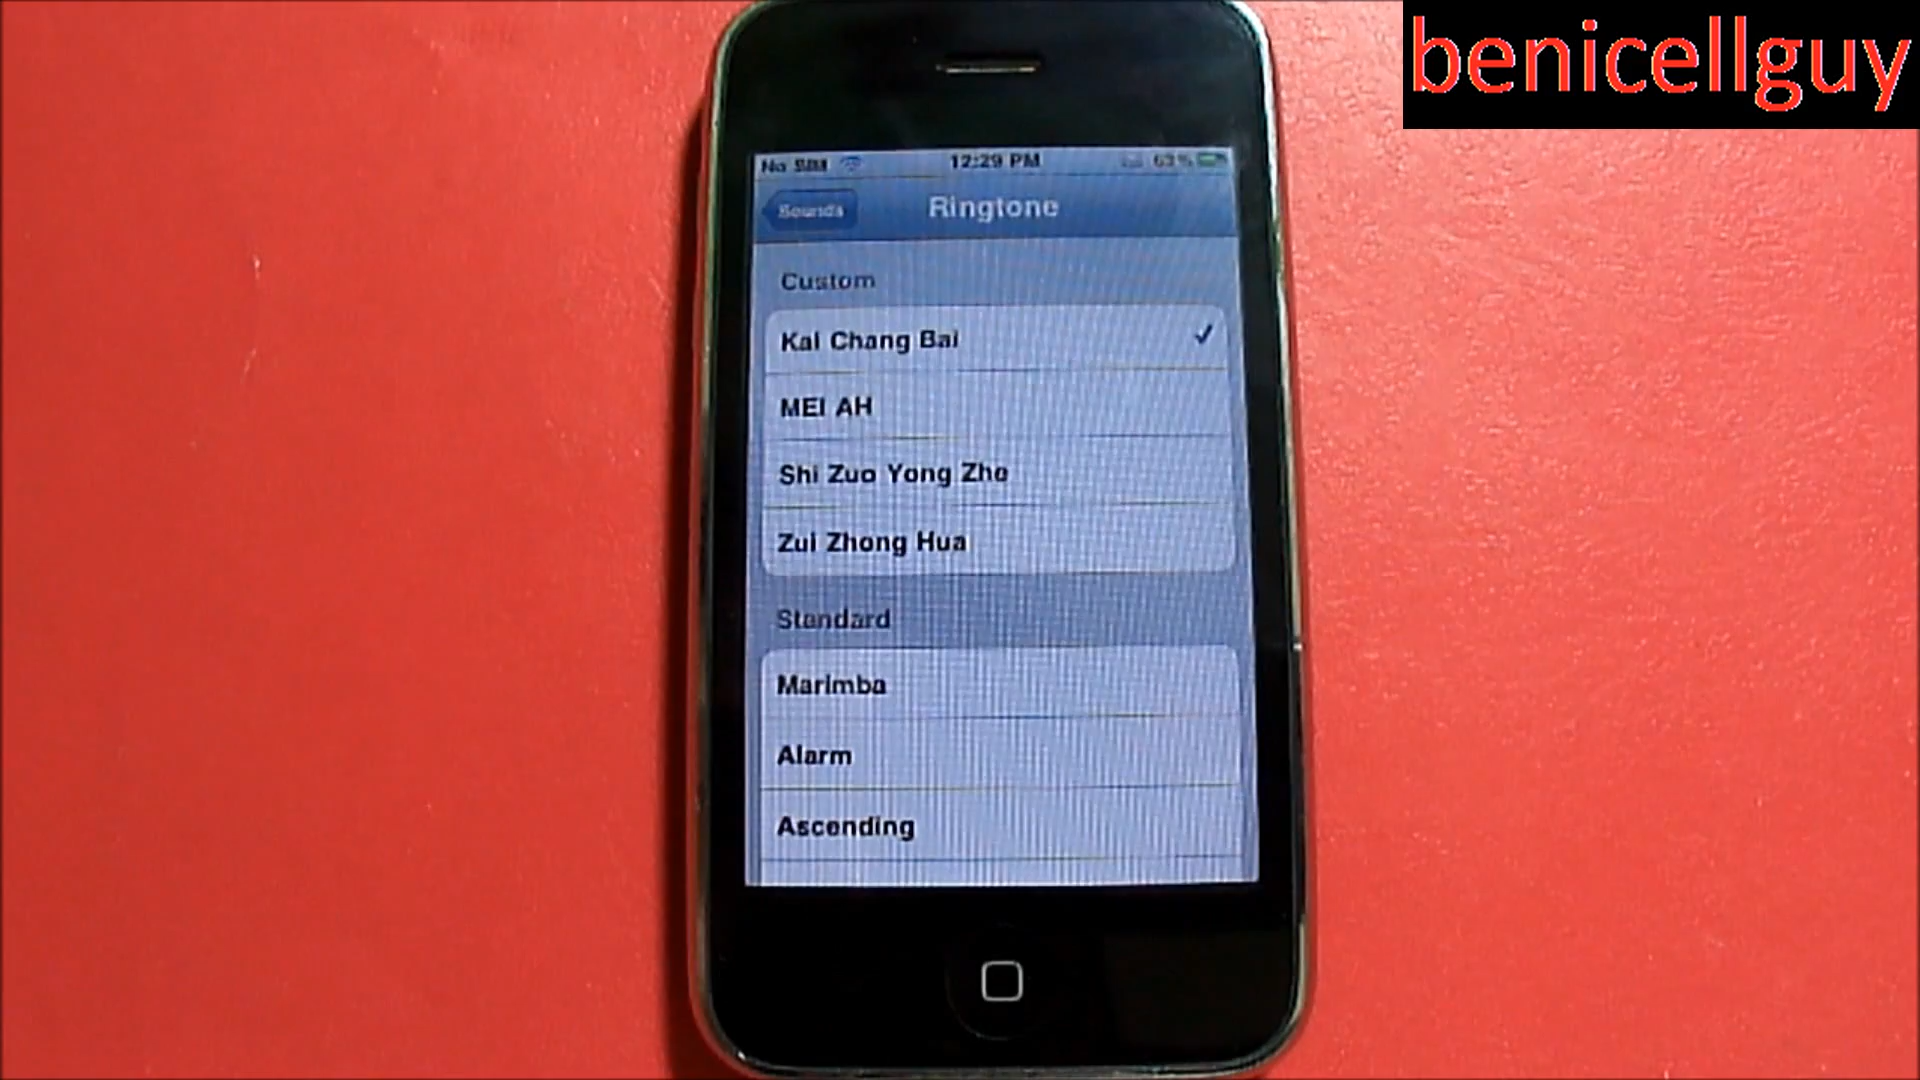 benicellguy
No SIM 12:29 PM 63%
Sounds Ringtone
Custom
Kai Chang Bai
MEI AH
Shi Zuo Yong Zhe
Zui Zhong Hua
Standard
Marimba
Alarm
Ascending